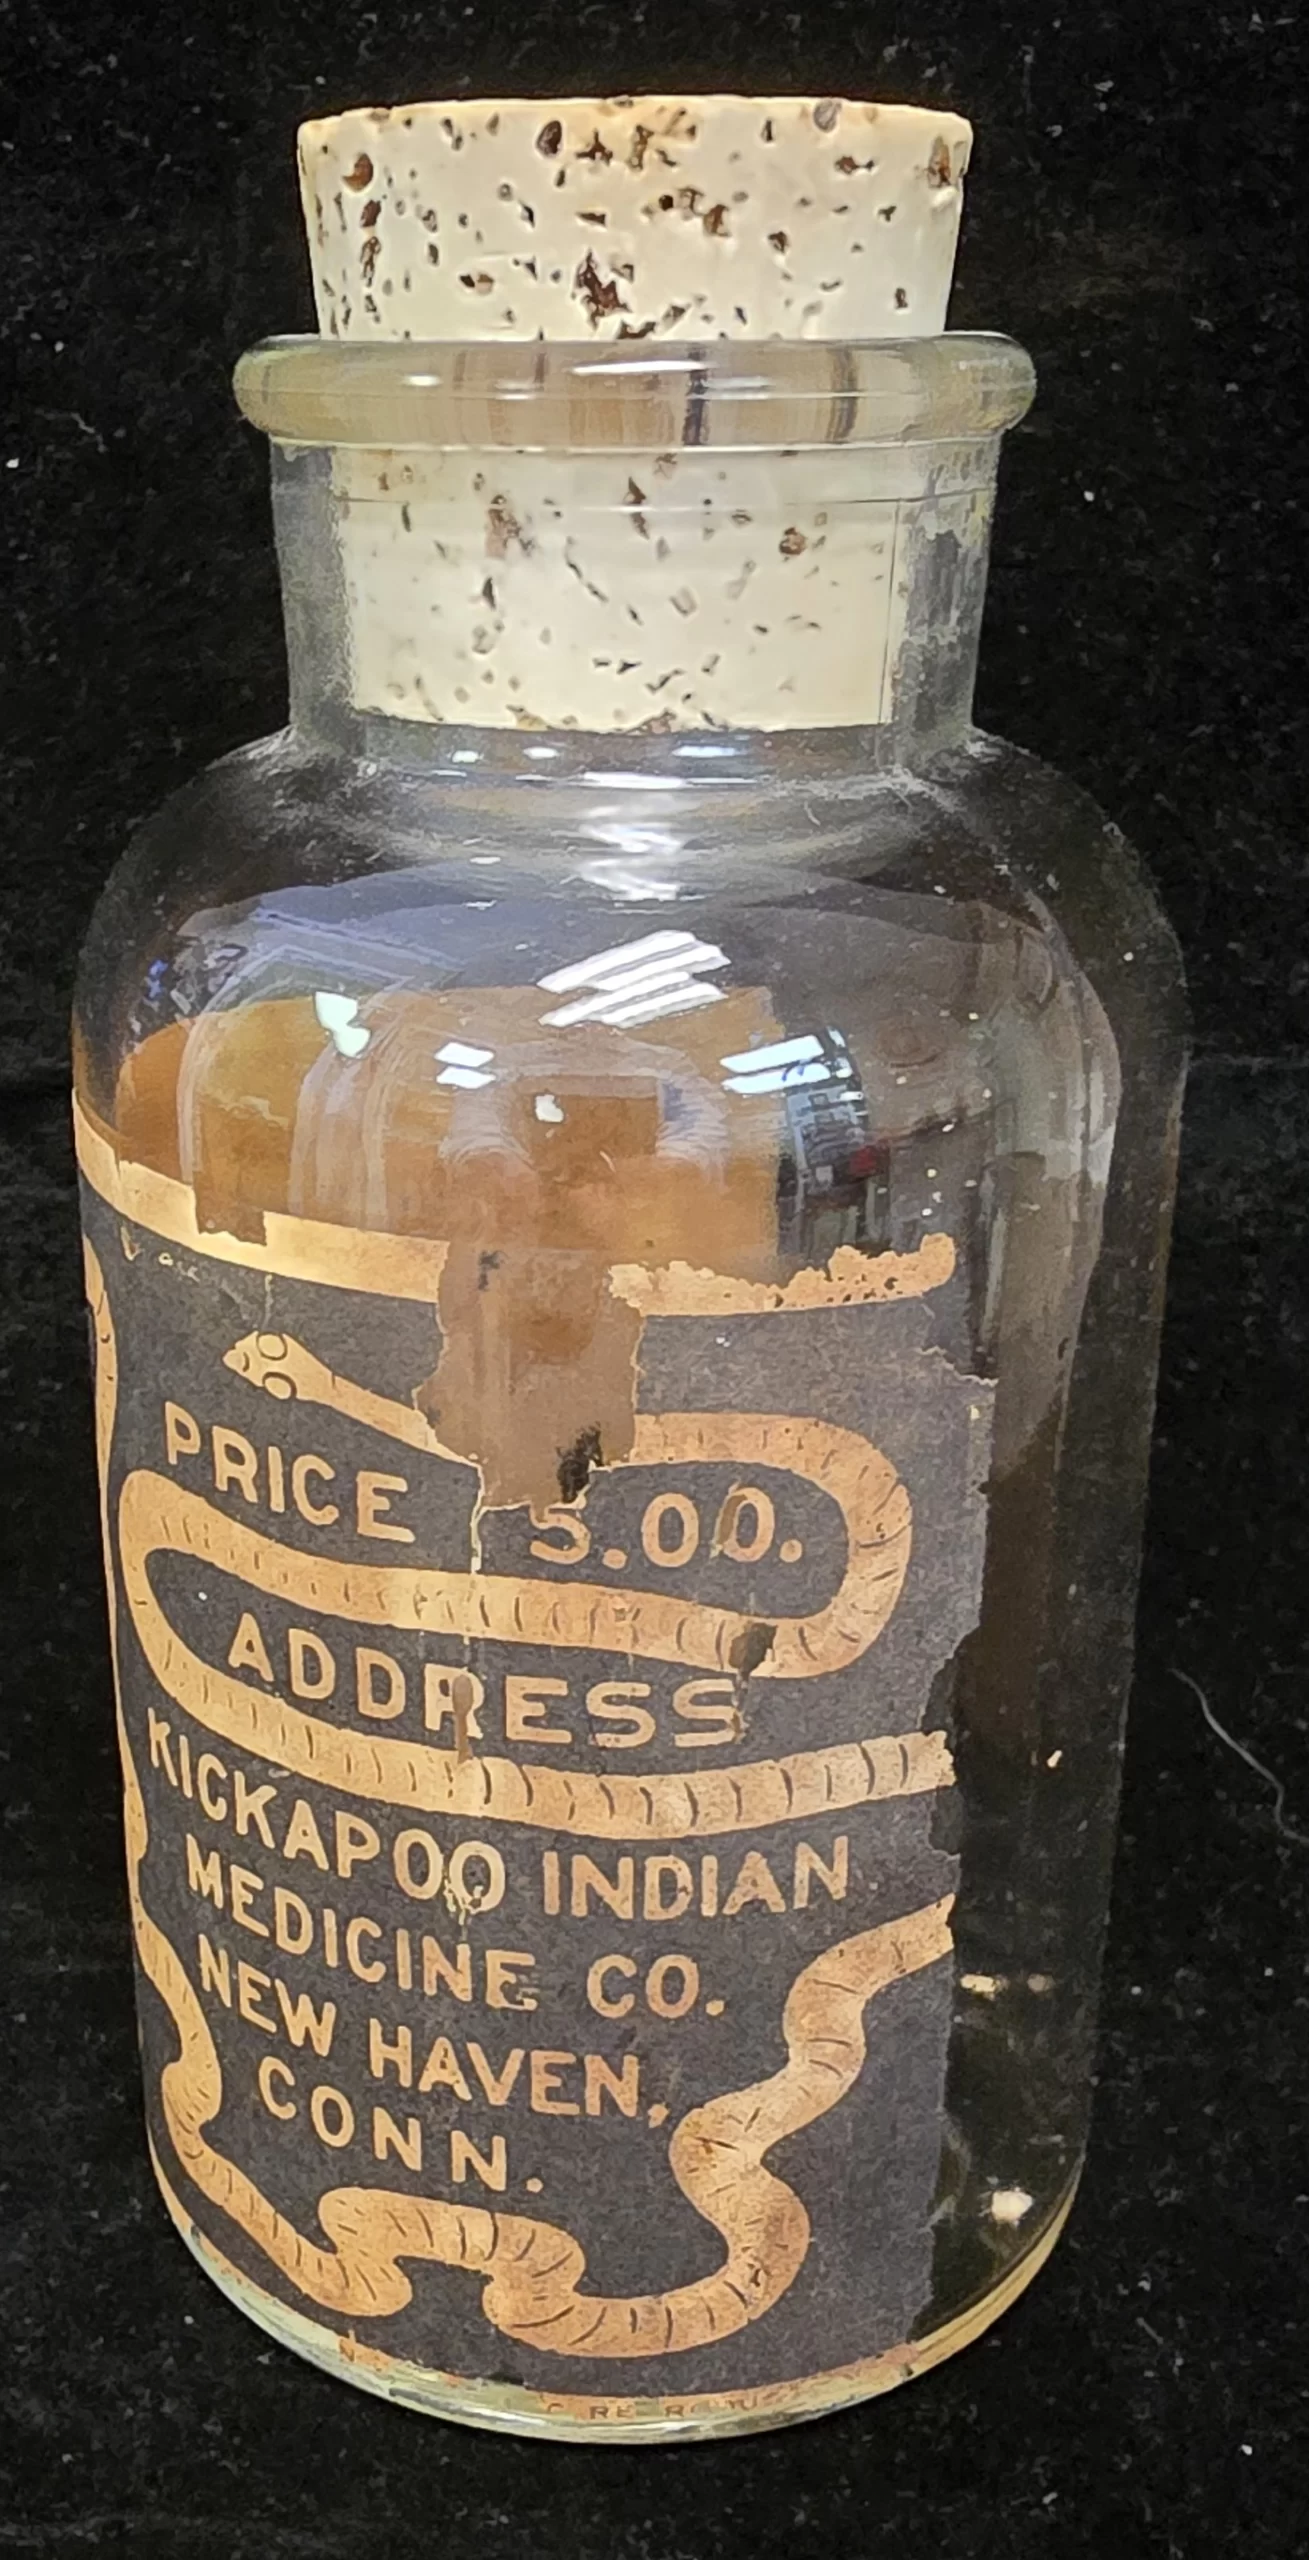 PRICE 5.00.
ADDRESS
KICKAPOO INDIAN
MEDICINE CO.
NEW HAVEN,
CONN.